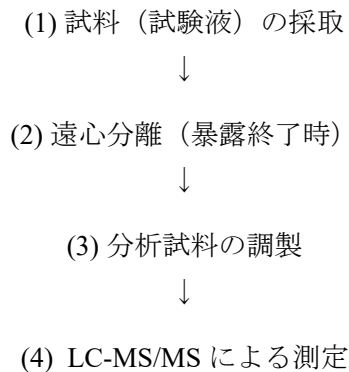 (1) 試料（試験液）の採取
↓
(2) 遠心分離（暴露終了時）
↓
(3) 分析試料の調製
↓
(4) LC-MS/MS による測定